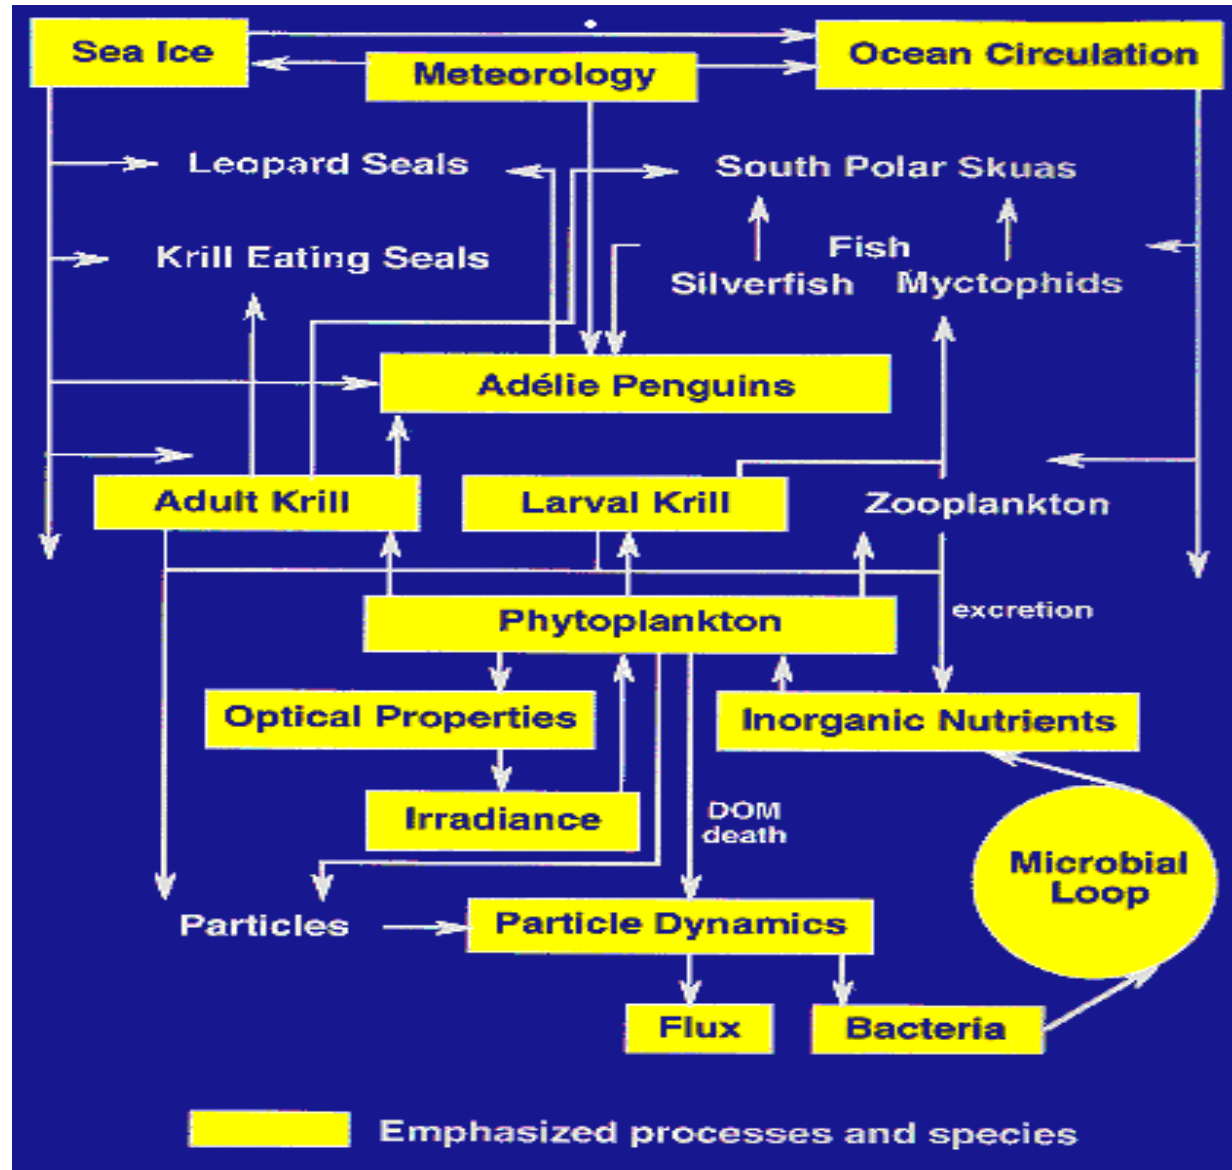 Sea Ice
Meteorology
Ocean Circulation
Leopard Seals
South Polar Skuas
Krill Eating Seals
Fish
Silverfish
Myctophids
Adélie Penguins
Adult Krill
Larval Krill
Zooplankton
Phytoplankton
excretion
Optical Properties
Inorganic Nutrients
Irradiance
DOM
death
Microbial
Loop
Particles
Particle Dynamics
Flux
Bacteria
Emphasized processes and species